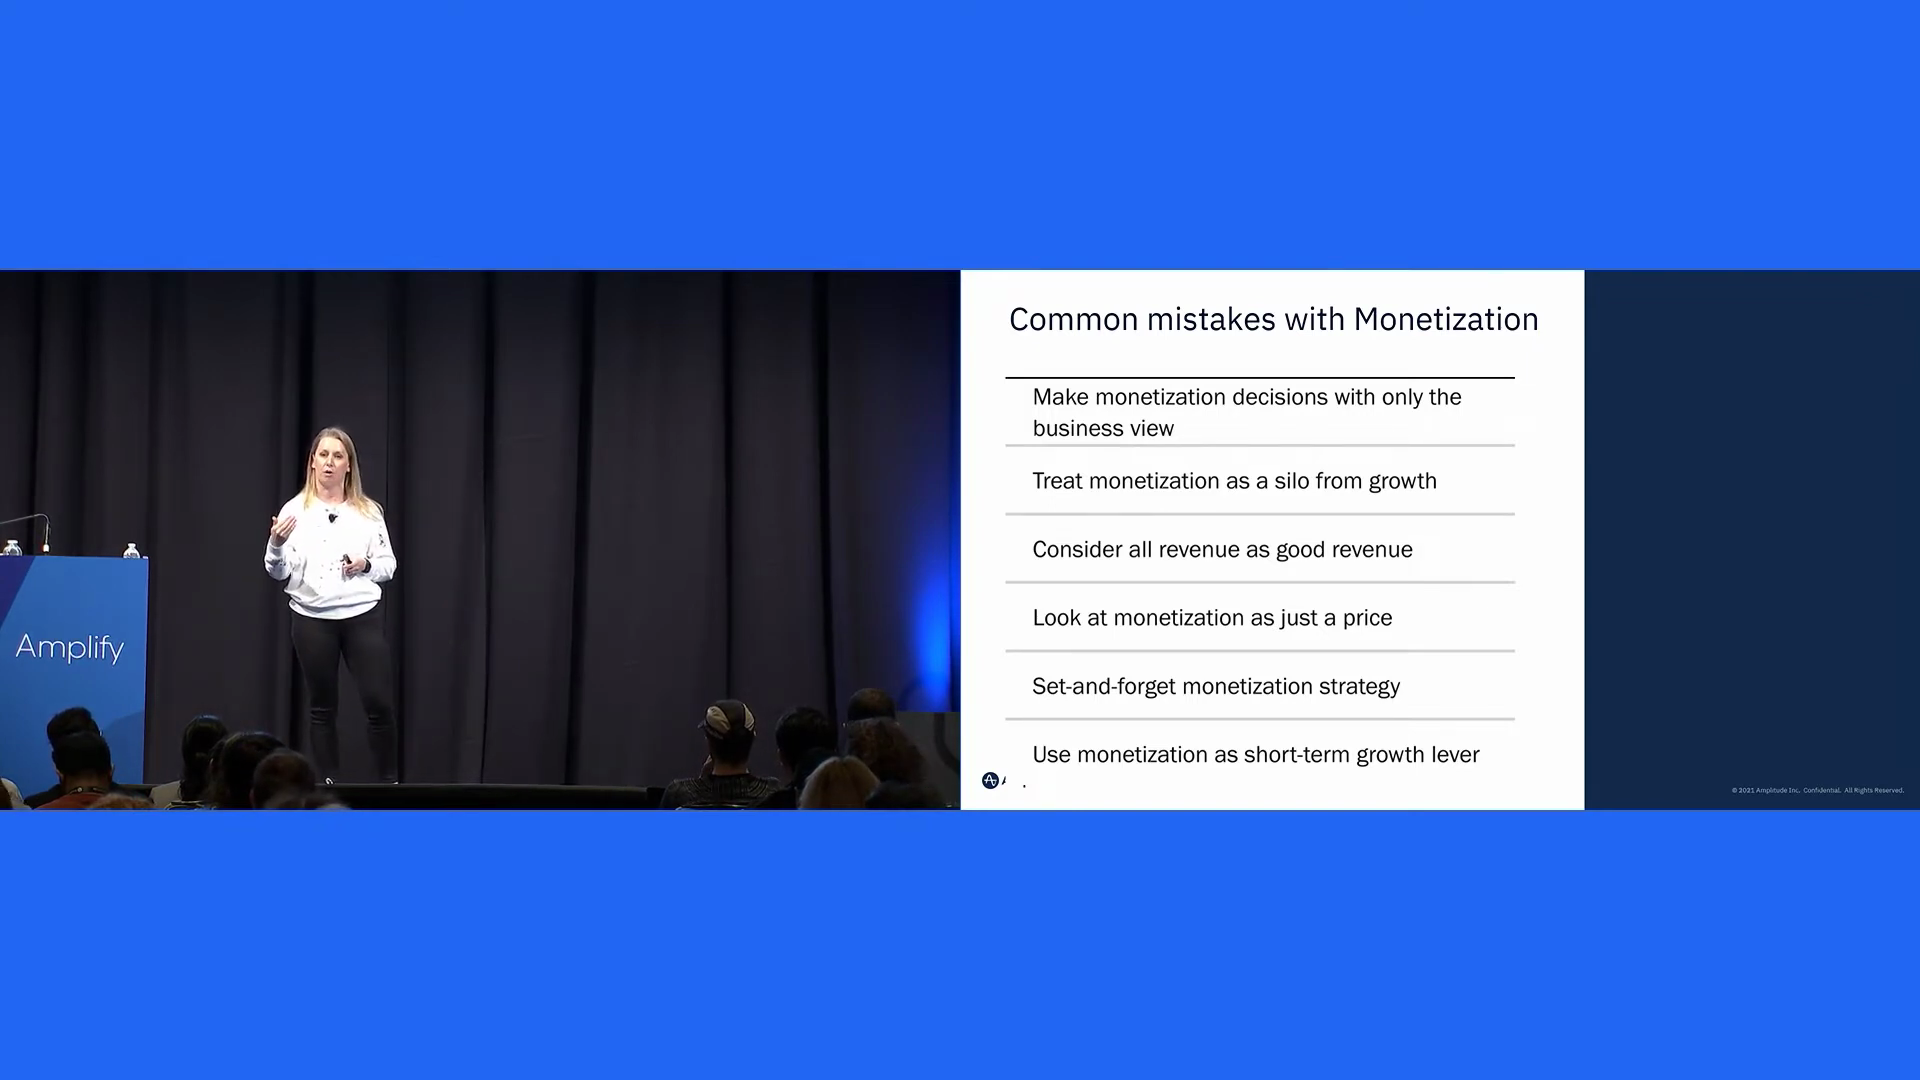 Amplify
Common mistakes with Monetization
Make monetization decisions with only the
business view
Treat monetization as a silo from growth
Consider all revenue as good revenue
Look at monetization as just a price
Set-and-forget monetization strategy
Use monetization as short-term growth lever
© 2021 Amplitude Inc. Confidential. All Rights Reserved.